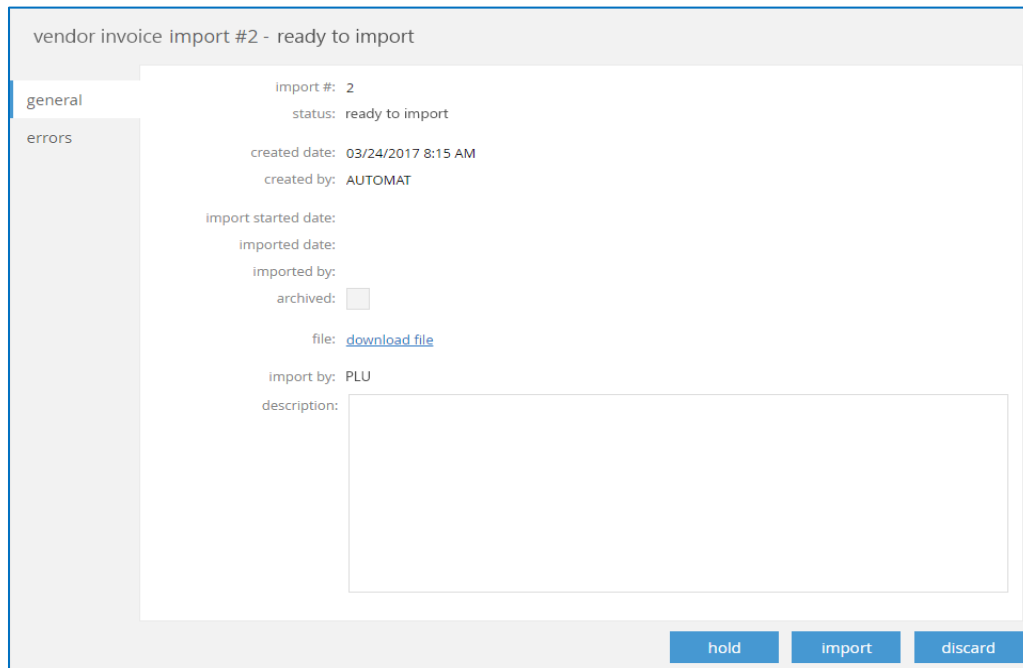 vendor invoice import #2 - ready to import
general
errors
import #: 2
status: ready to import
created date: 03/24/2017 8:15 AM
created by: AUTOMAT
import started date:
imported date:
imported by:
archived:
file: download file
import by: PLU
description:
hold import discard